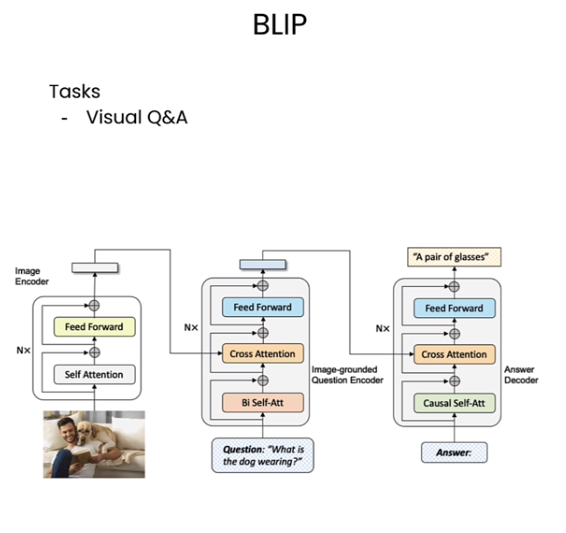 BLIP
Tasks
- Visual Q&A
Image
Encoder
N×
Feed Forward
Self Attention
N×
Feed Forward
Cross Attention
Bi Self-Att
Image-grounded
Question Encoder
Question: "What is
the dog wearing?"
"A pair of glasses"
N×
Feed Forward
Cross Attention
Causal Self-Att
Answer
Decoder
Answer: